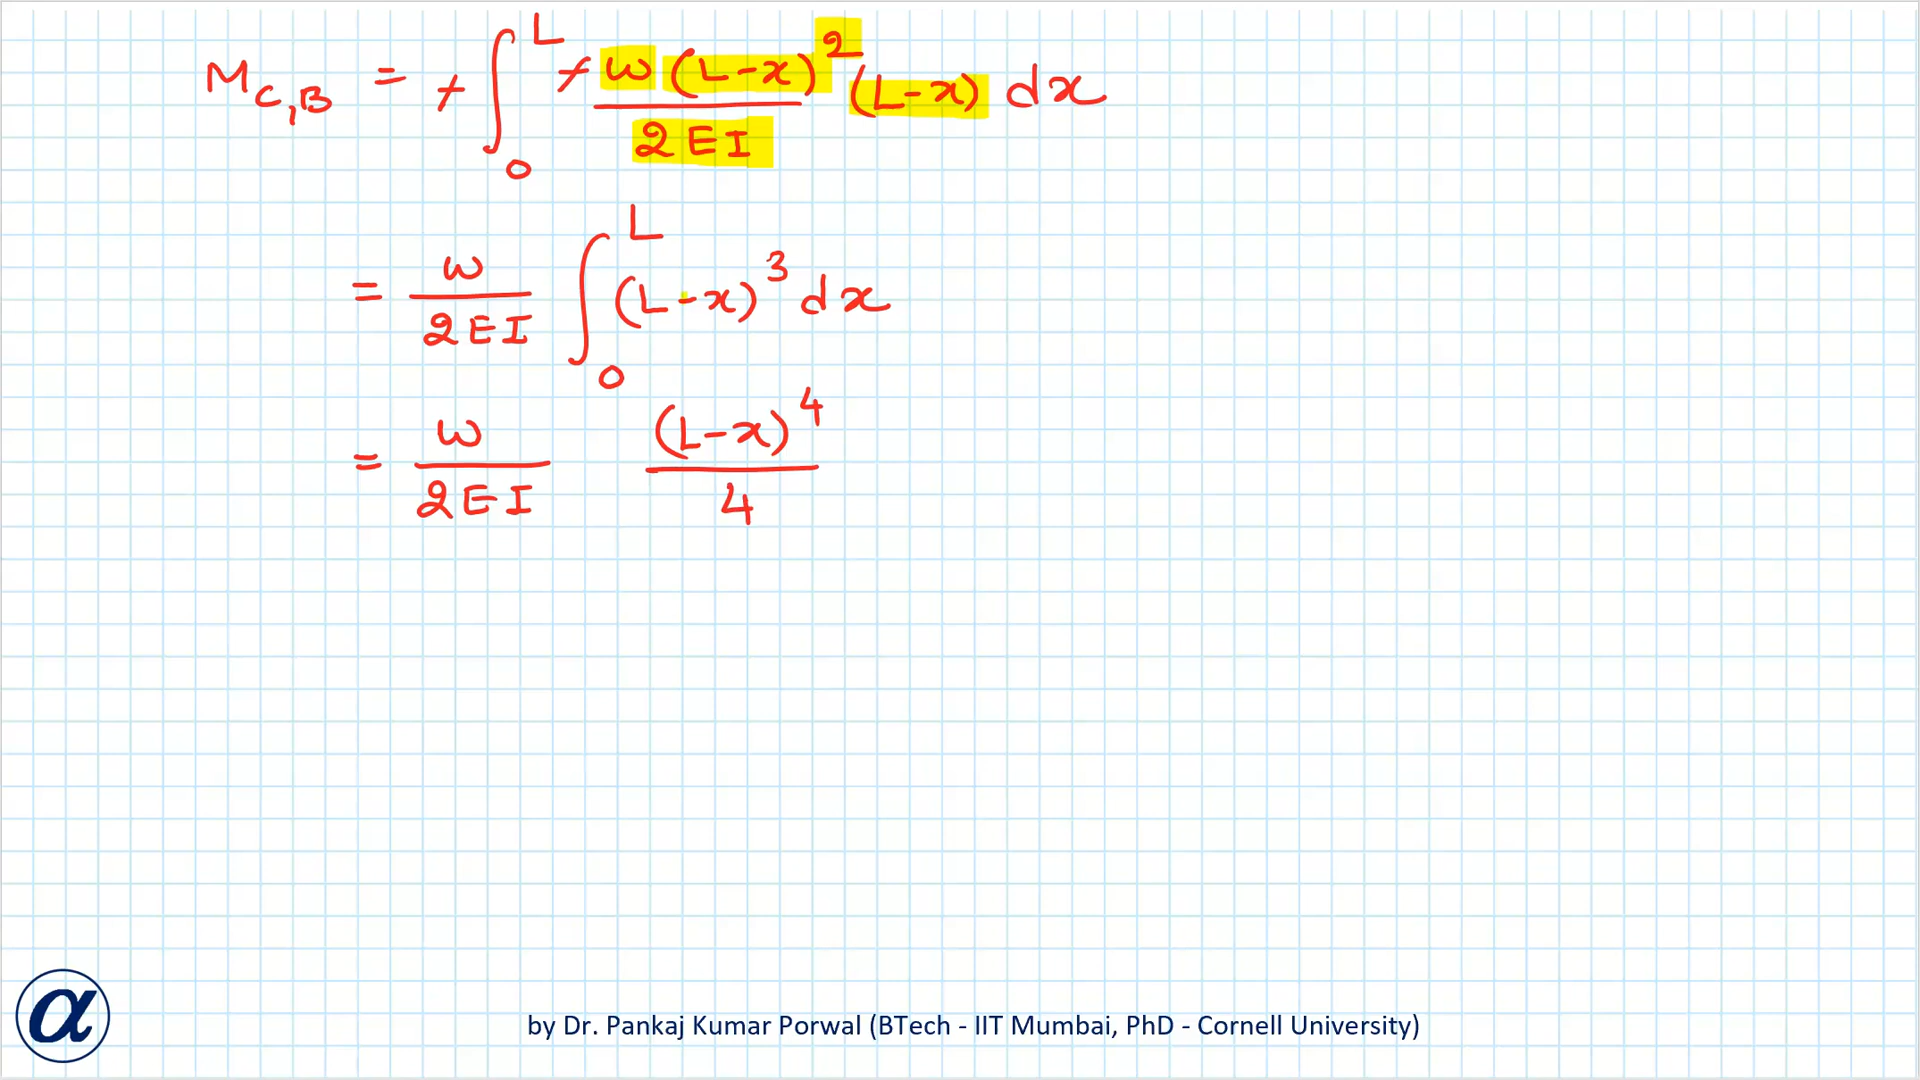 M_{C,B} = + ∫_0^L + w(L-x)^2/2EI (L-x) dx
= w/2EI ∫_0^L (L-x)^3 dx
= w/2EI (L-x)^4/4
α
by Dr. Pankaj Kumar Porwal (BTech - IIT Mumbai, PhD - Cornell University)